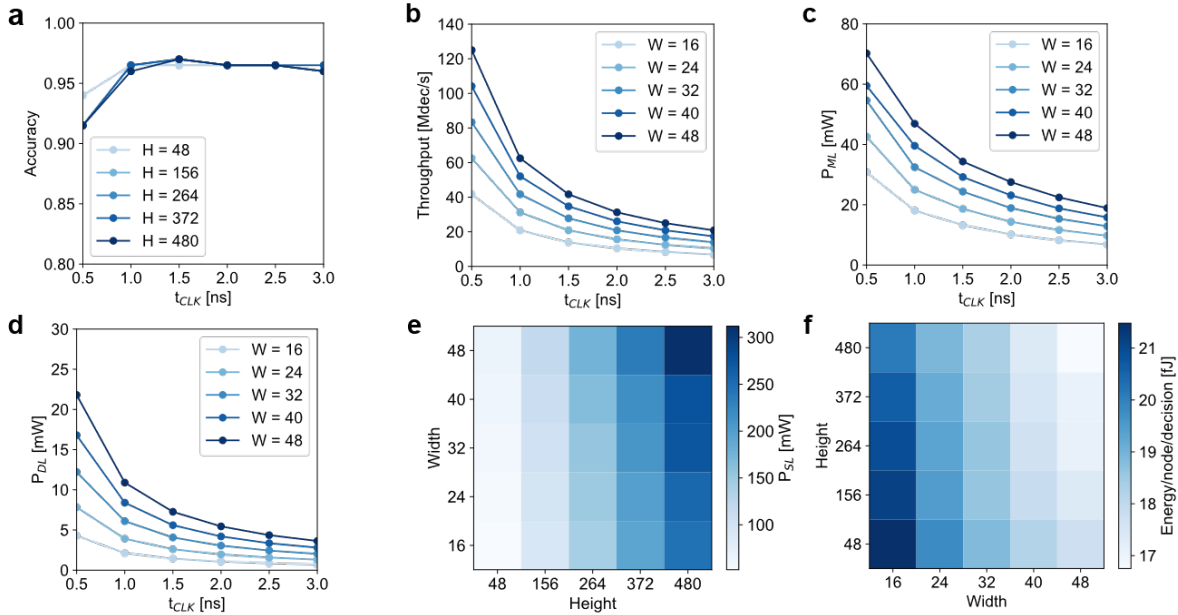 a
1.00
0.95
0.90
0.85
0.80
Accuracy
H = 48
H = 156
H = 264
H = 372
H = 480
0.5 1.0 1.5 2.0 2.5 3.0
t_CLK [ns]
b
140
120
100
80
60
40
20
0
Throughput [Mdec/s]
W = 16
W = 24
W = 32
W = 40
W = 48
0.5 1.0 1.5 2.0 2.5 3.0
t_CLK [ns]
c
80
60
40
20
0
P_ML [mW]
W = 16
W = 24
W = 32
W = 40
W = 48
0.5 1.0 1.5 2.0 2.5 3.0
t_CLK [ns]
d
30
25
20
15
10
5
0
P_DL [mW]
W = 16
W = 24
W = 32
W = 40
W = 48
0.5 1.0 1.5 2.0 2.5 3.0
t_CLK [ns]
e
48
40
32
24
16
Width
48 156 264 372 480
Height
300
250
200
150
100
P_SL [mW]
f
480
372
264
156
48
Height
16 24 32 40 48
Width
21
20
19
18
17
Energy/node/decision [fJ]